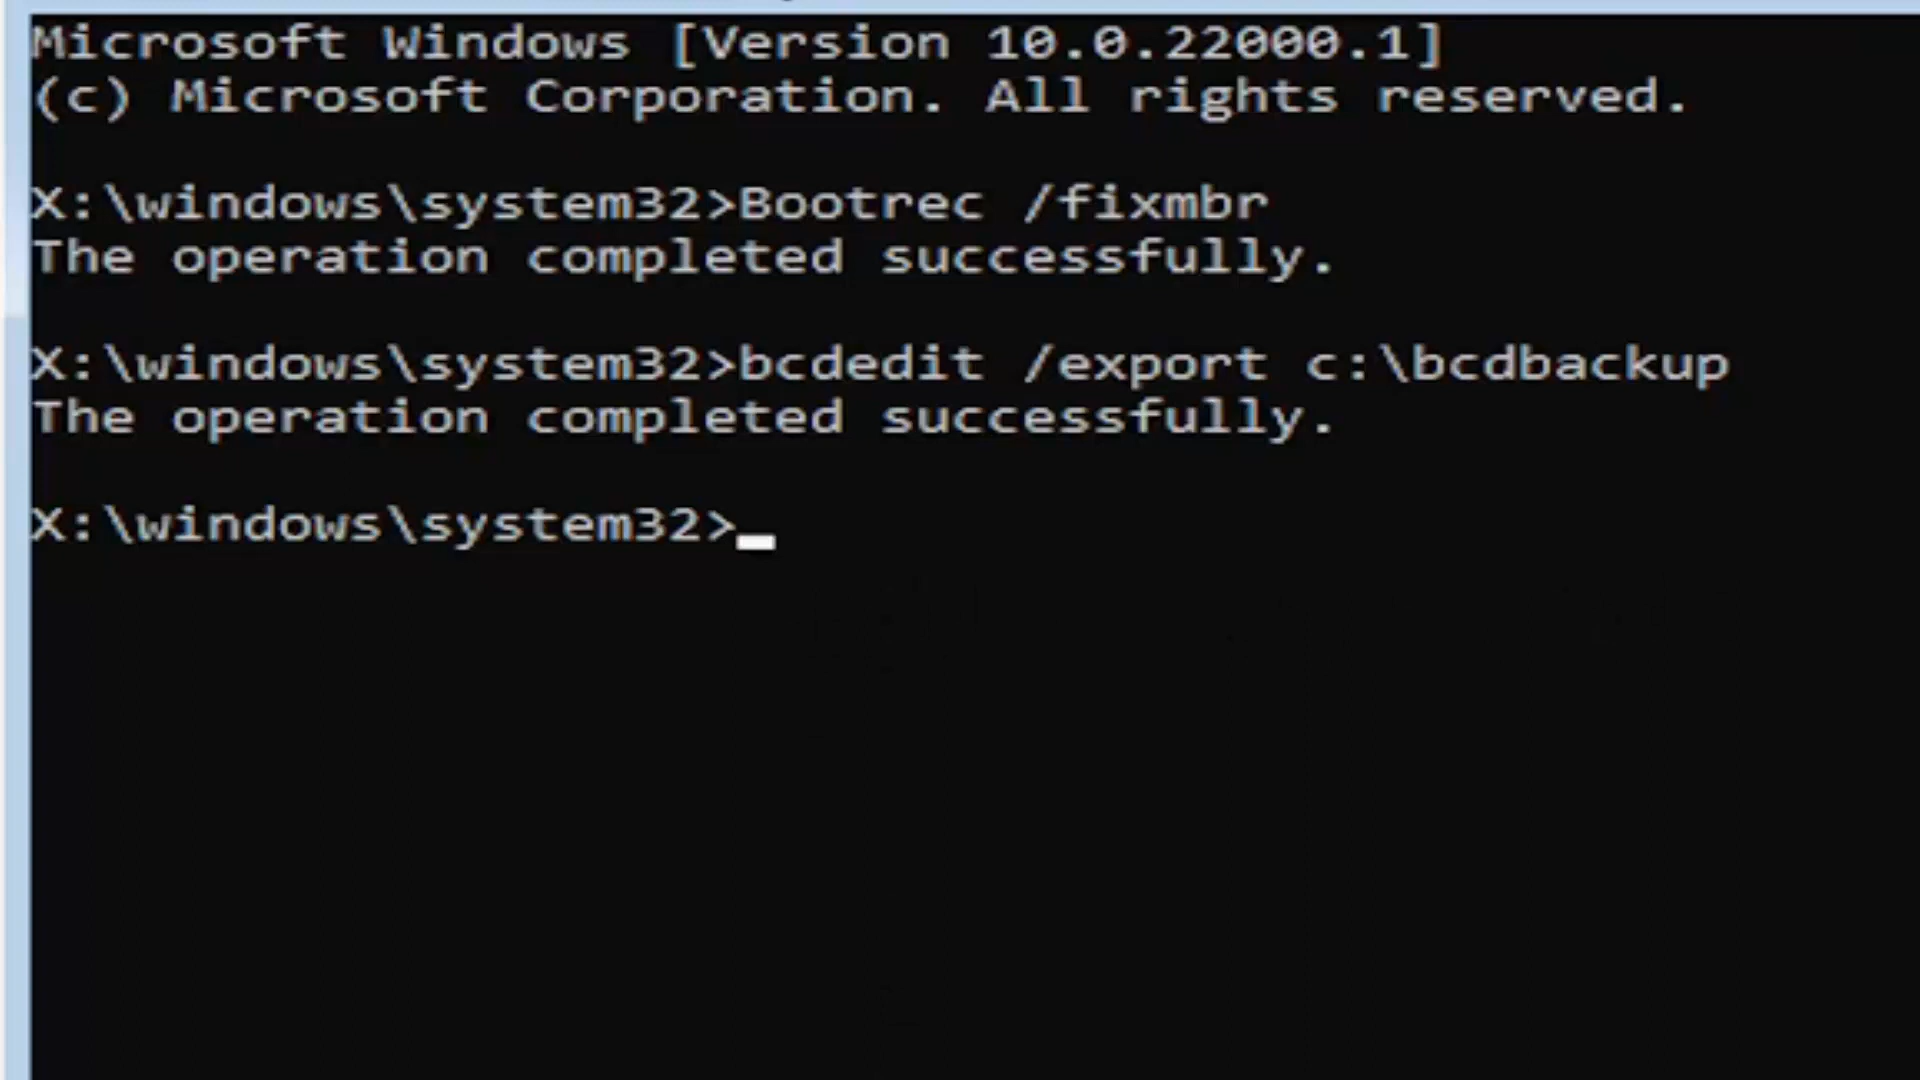 Microsoft Windows [Version 10.0.22000.1]
(c) Microsoft Corporation. All rights reserved.
X:\windows\system32>Bootrec /fixmbr
The operation completed successfully.
X:\windows\system32>bcdedit /export c:\bcdbackup
The operation completed successfully.
X:\windows\system32>